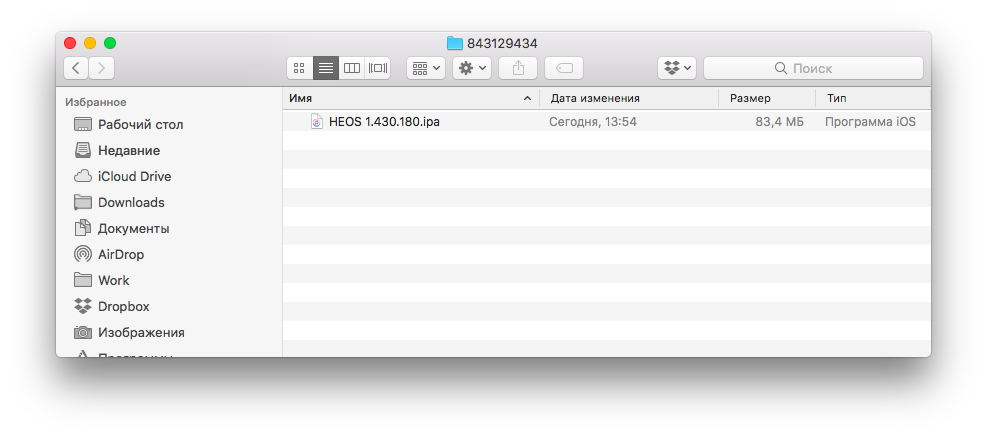 843129434
Поиск
Избранное
Рабочий стол
Недавние
iCloud Drive
Downloads
Документы
AirDrop
Work
Dropbox
Изображения
Программы
Имя Дата изменения Размер Тип
HEOS 1.430.180.ipa Сегодня, 13:54 83,4 МБ Программа iOS